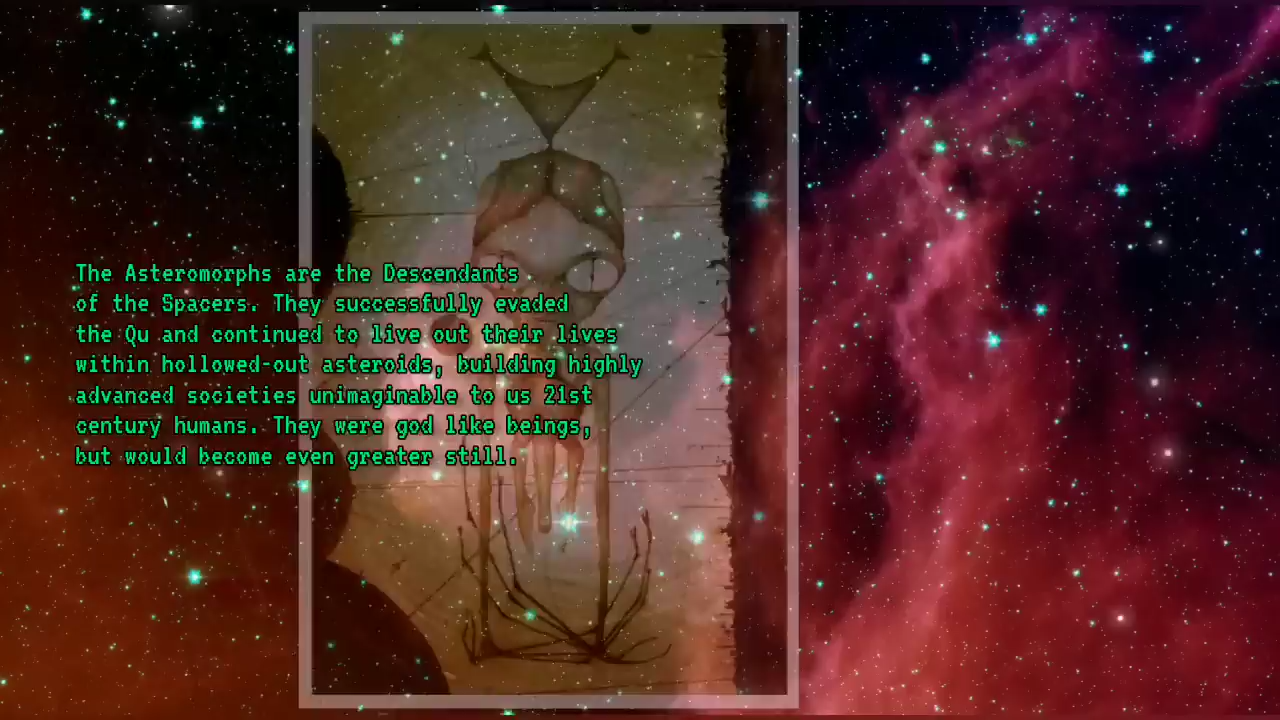 The Asteromorphs are the Descendants
of the Spacers. They successfully evaded
the Qu and continued to live out their lives
within hollowed-out asteroids, building highly
advanced societies unimaginable to us 21st
century humans. They were god like beings,
but would become even greater still.